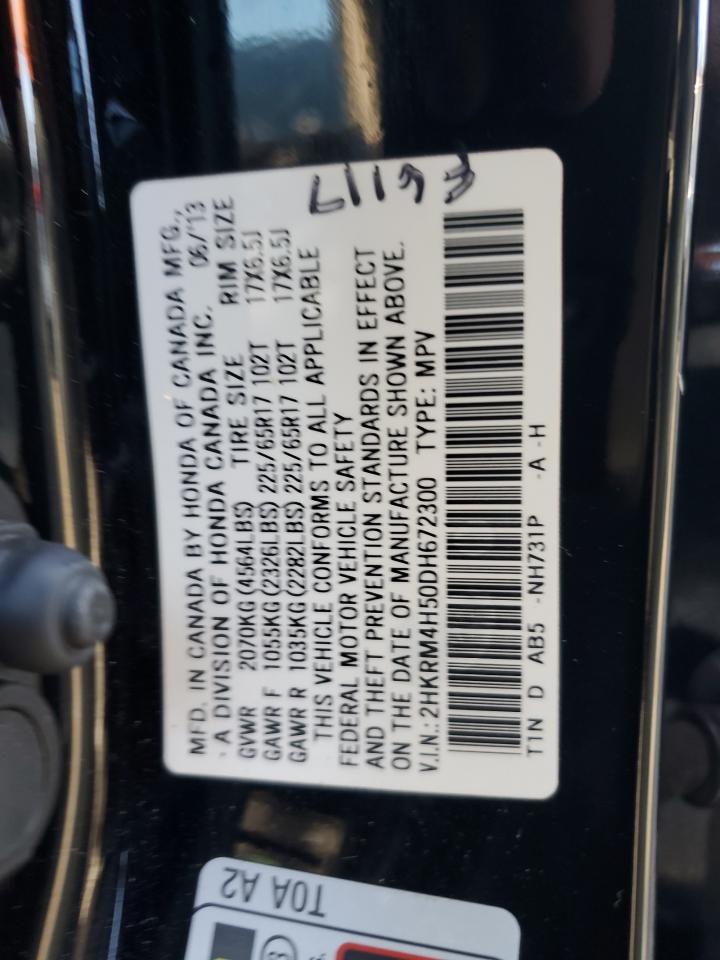 MFD. IN CANADA BY HONDA OF CANADA MFG.,
A DIVISION OF HONDA CANADA INC. 06/'13
GVWR 2070KG(4564LBS) TIRE SIZE RIM SIZE
GAWR F 1055KG(2326LBS) 225/65R17 102T 17X6.5J
GAWR R 1035KG(2282LBS) 225/65R17 102T 17X6.5J
THIS VEHICLE CONFORMS TO ALL APPLICABLE
FEDERAL MOTOR VEHICLE SAFETY
AND THEFT PREVENTION STANDARDS IN EFFECT
ON THE DATE OF MANUFACTURE SHOWN ABOVE.
V.I.N.:2HKRM4H50DH672300 TYPE: MPV
T1N D AB5 -NH731P -A-H
T0A A2